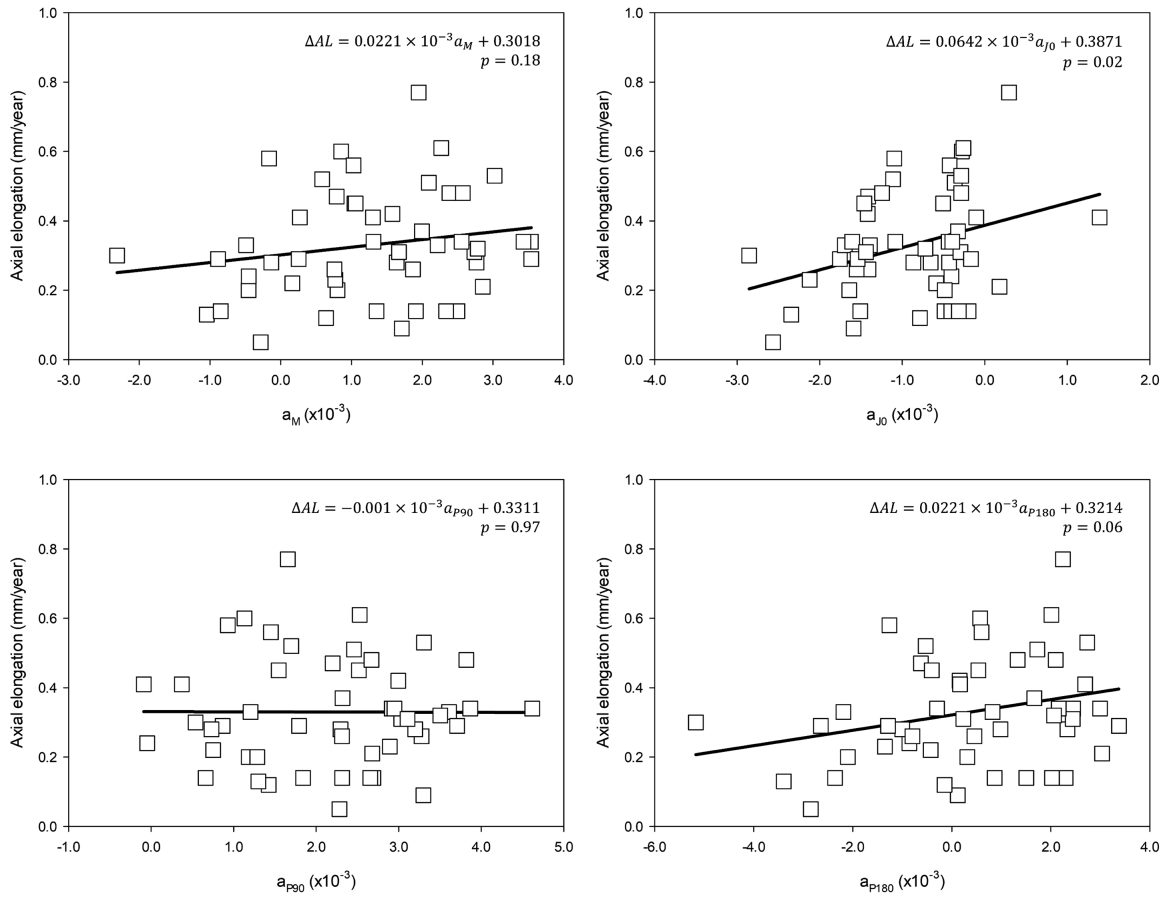 1.0
0.8
0.6
0.4
0.2
0.0
Axial elongation (mm/year)
ΔAL = 0.0221 × 10⁻³a_M + 0.3018
p = 0.18
-3.0 -2.0 -1.0 0.0 1.0 2.0 3.0 4.0
a_M (x10⁻³)
1.0
0.8
0.6
0.4
0.2
0.0
Axial elongation (mm/year)
ΔAL = 0.0642 × 10⁻³a_J0 + 0.3871
p = 0.02
-4.0 -3.0 -2.0 -1.0 0.0 1.0 2.0
a_J0 (x10⁻³)
1.0
0.8
0.6
0.4
0.2
0.0
Axial elongation (mm/year)
ΔAL = −0.001 × 10⁻³a_P90 + 0.3311
p = 0.97
-1.0 0.0 1.0 2.0 3.0 4.0 5.0
a_P90 (x10⁻³)
1.0
0.8
0.6
0.4
0.2
0.0
Axial elongation (mm/year)
ΔAL = 0.0221 × 10⁻³a_P180 + 0.3214
p = 0.06
-6.0 -4.0 -2.0 0.0 2.0 4.0
a_P180 (x10⁻³)